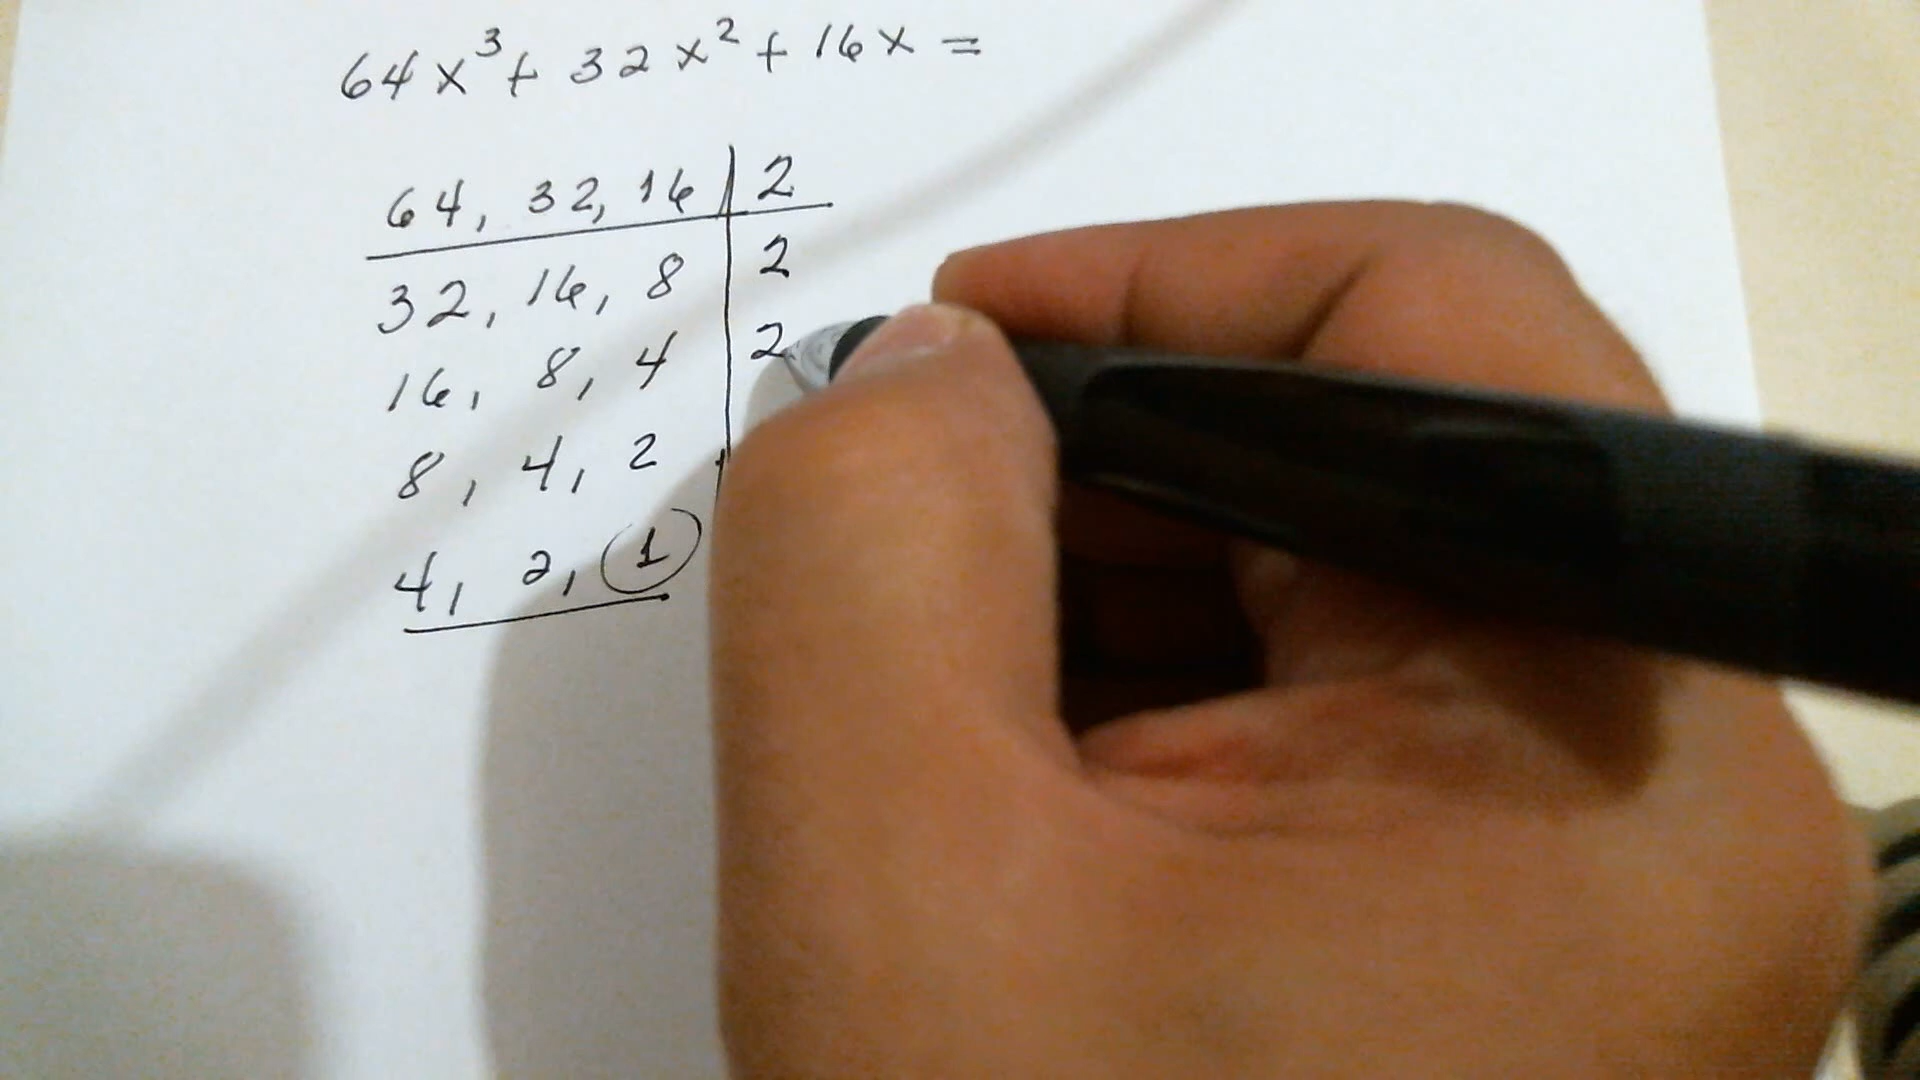 64x³ + 32x² + 16x =
64, 32, 16 | 2
32, 16, 8 | 2
16, 8, 4 | 2
8, 4, 2
4, 2, 1